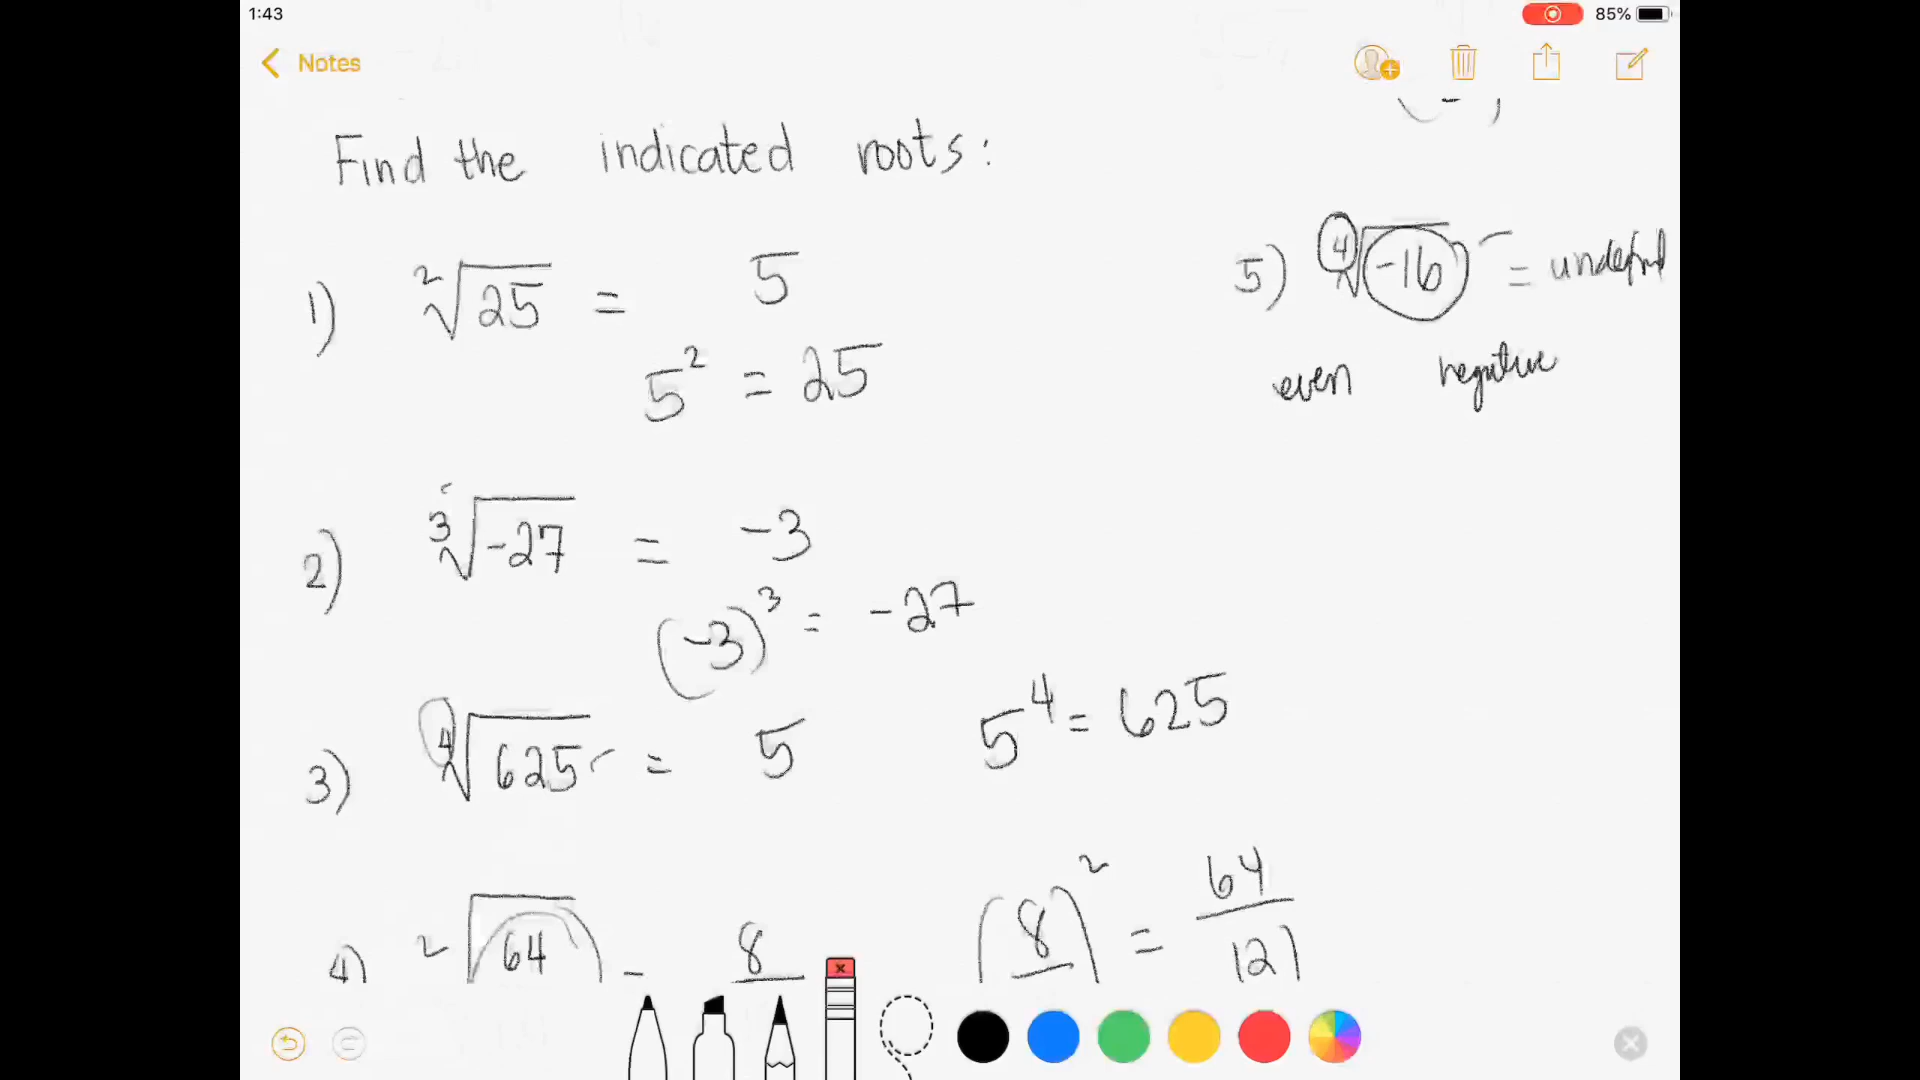 1:43
85%
Notes
Find the indicated roots:
1) ²√25 = 5
5² = 25
2) ³√-27 = -3
(-3)³ = -27
3) ⁴√625 = 5
5⁴ = 625
4) ²√64 = 8
(8)² = 64/121
5) ⁴√-16 =
even negative